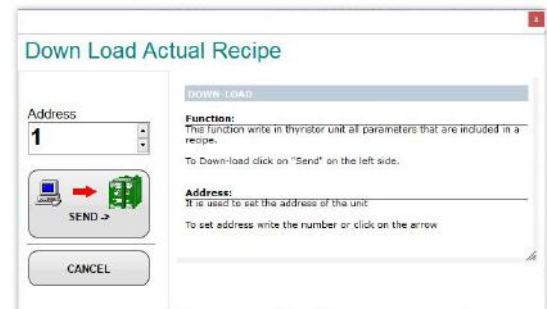 x
Down Load Actual Recipe
Address
1
SEND ->
CANCEL
DOWN-LOAD
Function:
This function write in thyristor unit all parameters that are included in a
recipe.
To Down-load click on "Send" on the left side.
Address:
It is used to set the address of the unit
To set address write the number or click on the arrow